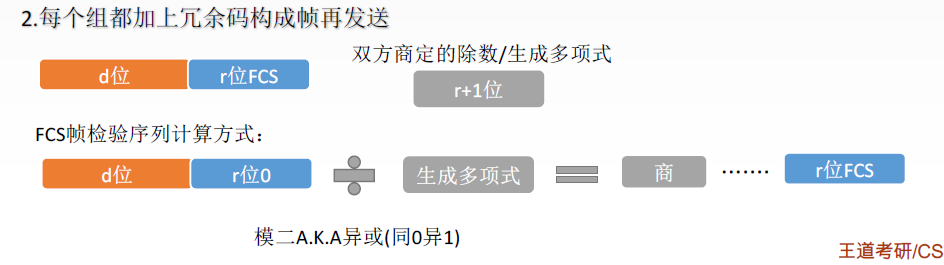 2.每个组都加上冗余码构成帧再发送
双方商定的除数/生成多项式
d位 r位FCS
r+1位
FCS帧检验序列计算方式：
d位 r位0 ÷ 生成多项式 = 商 ······· r位FCS
模二A.K.A异或(同0异1)
王道考研/CS